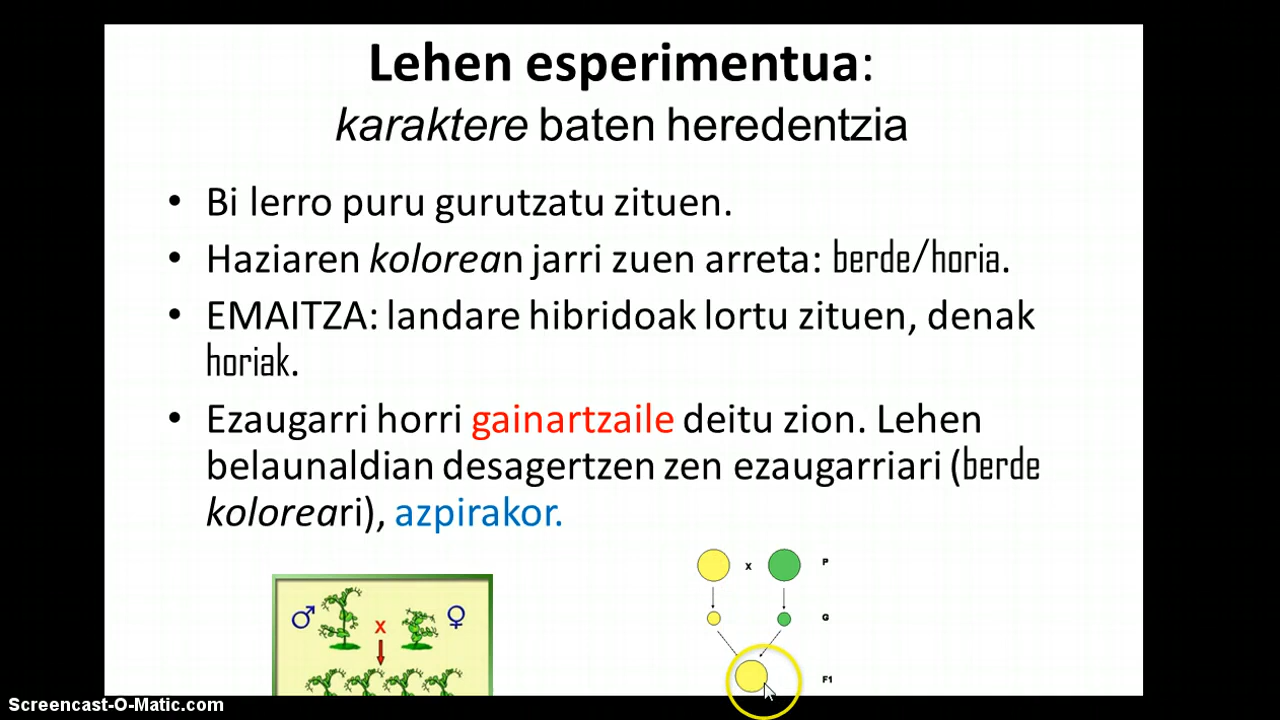 Lehen esperimentua:
karaktere baten heredentzia
• Bi lerro puru gurutzatu zituen.
• Haziaren kolorean jarri zuen arreta: berde/horia.
• EMAITZA: landare hibridoak lortu zituen, denak
horiak.
• Ezaugarri horri gainartzaile deitu zion. Lehen
belaunaldian desagertzen zen ezaugarriari (berde
koloreari), azpirakor.
♂ x ♀
x P
G
F1
Screencast-O-Matic.com